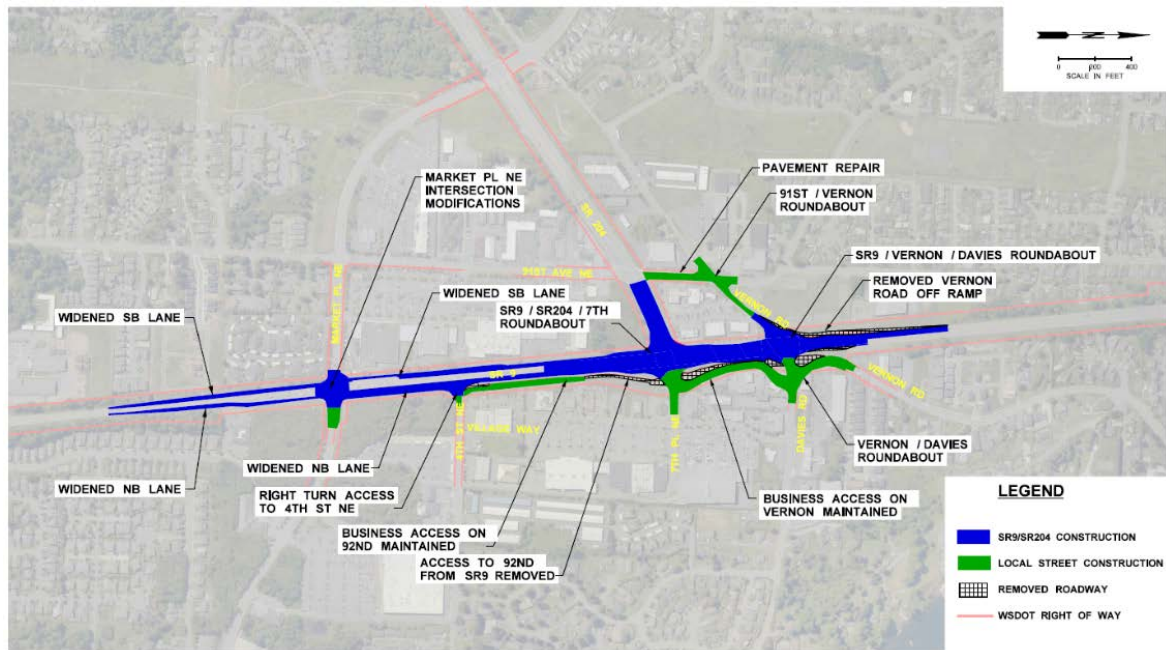 N
0 200 400
SCALE IN FEET
MARKET PL NE
INTERSECTION
MODIFICATIONS
PAVEMENT REPAIR
91ST / VERNON
ROUNDABOUT
SR 204
SR9 / VERNON / DAVIES ROUNDABOUT
REMOVED VERNON
ROAD OFF RAMP
91ST AVE NE
WIDENED SB LANE
MARKET PL NE
WIDENED SB LANE
SR9 / SR204 / 7TH
ROUNDABOUT
VERNON RD
SR 9
VERNON RD
4TH ST NE
VILLAGE WAY
7TH PL NE
DAVIES RD
WIDENED NB LANE
WIDENED NB LANE
RIGHT TURN ACCESS
TO 4TH ST NE
BUSINESS ACCESS ON
92ND MAINTAINED
ACCESS TO 92ND
FROM SR9 REMOVED
BUSINESS ACCESS ON
VERNON MAINTAINED
VERNON / DAVIES
ROUNDABOUT
LEGEND
SR9/SR204 CONSTRUCTION
LOCAL STREET CONSTRUCTION
REMOVED ROADWAY
WSDOT RIGHT OF WAY